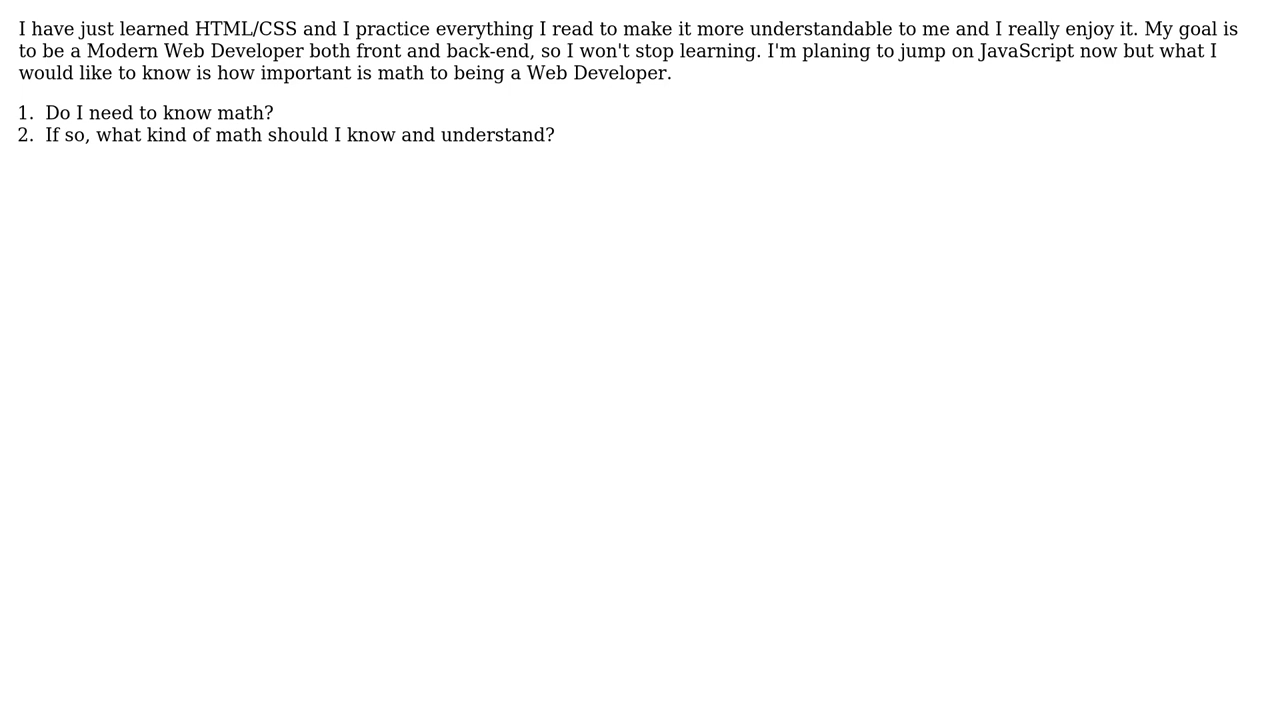 I have just learned HTML/CSS and I practice everything I read to make it more understandable to me and I really enjoy it. My goal is
to be a Modern Web Developer both front and back-end, so I won't stop learning. I'm planing to jump on JavaScript now but what I
would like to know is how important is math to being a Web Developer.
1. Do I need to know math?
2. If so, what kind of math should I know and understand?